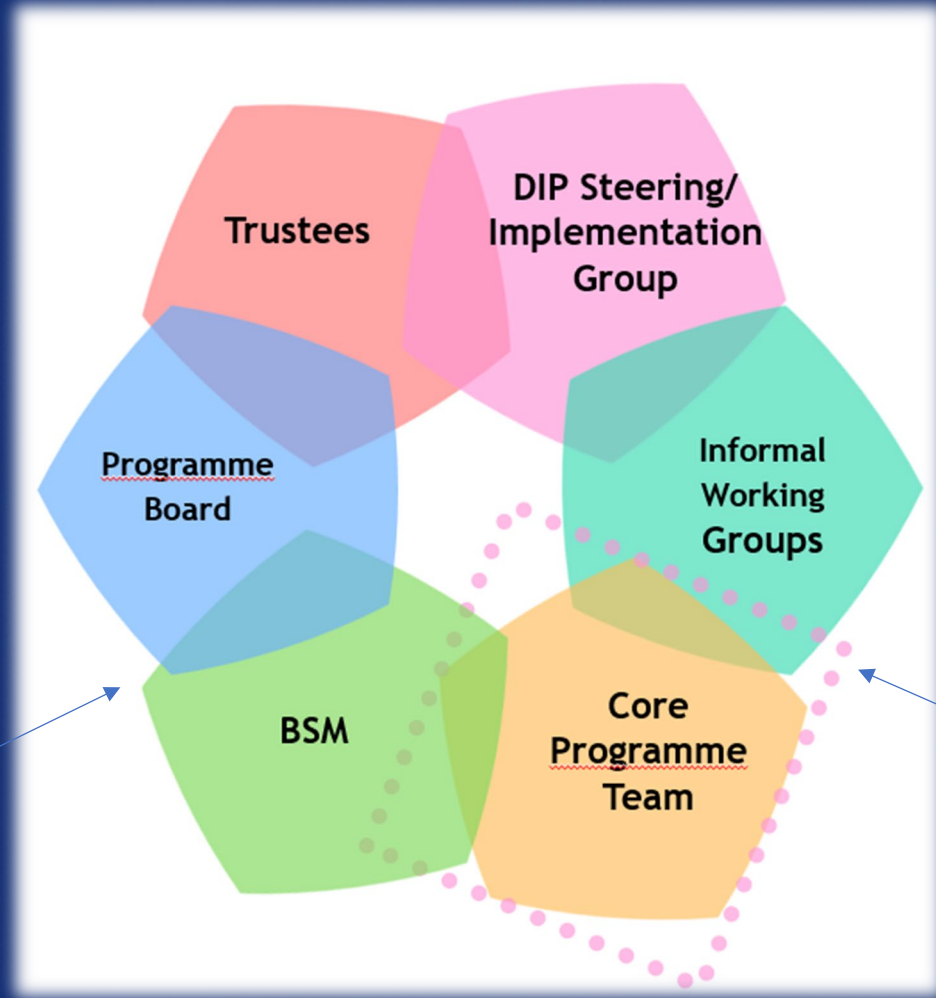 Trustees
DIP Steering/
Implementation
Group
Programme
Board
Informal
Working
Groups
BSM
Core
Programme
Team